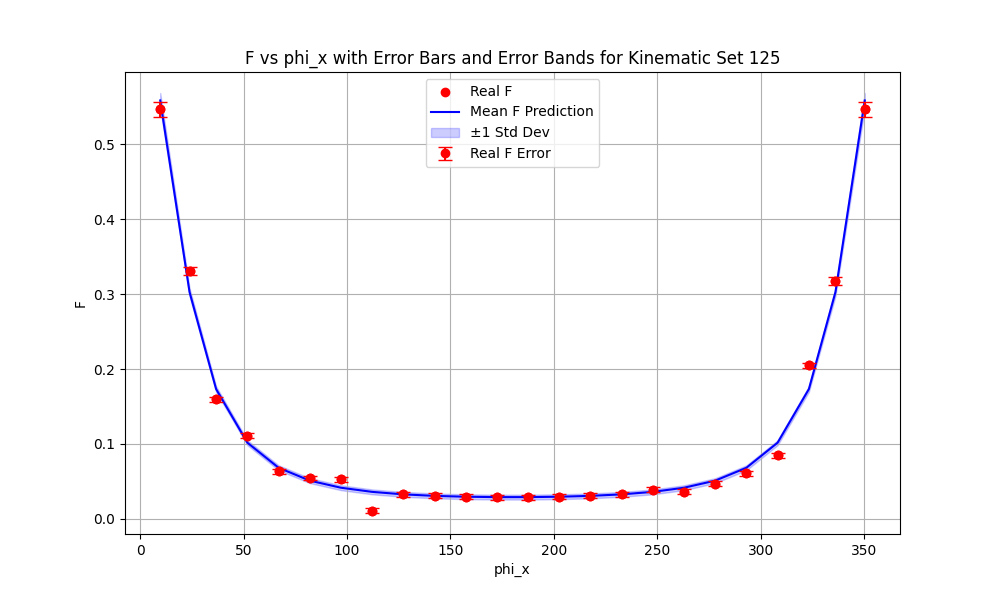 F vs phi_x with Error Bars and Error Bands for Kinematic Set 125
Real F
Mean F Prediction
±1 Std Dev
Real F Error
F
0.5
0.4
0.3
0.2
0.1
0.0
0 50 100 150 200 250 300 350
phi_x